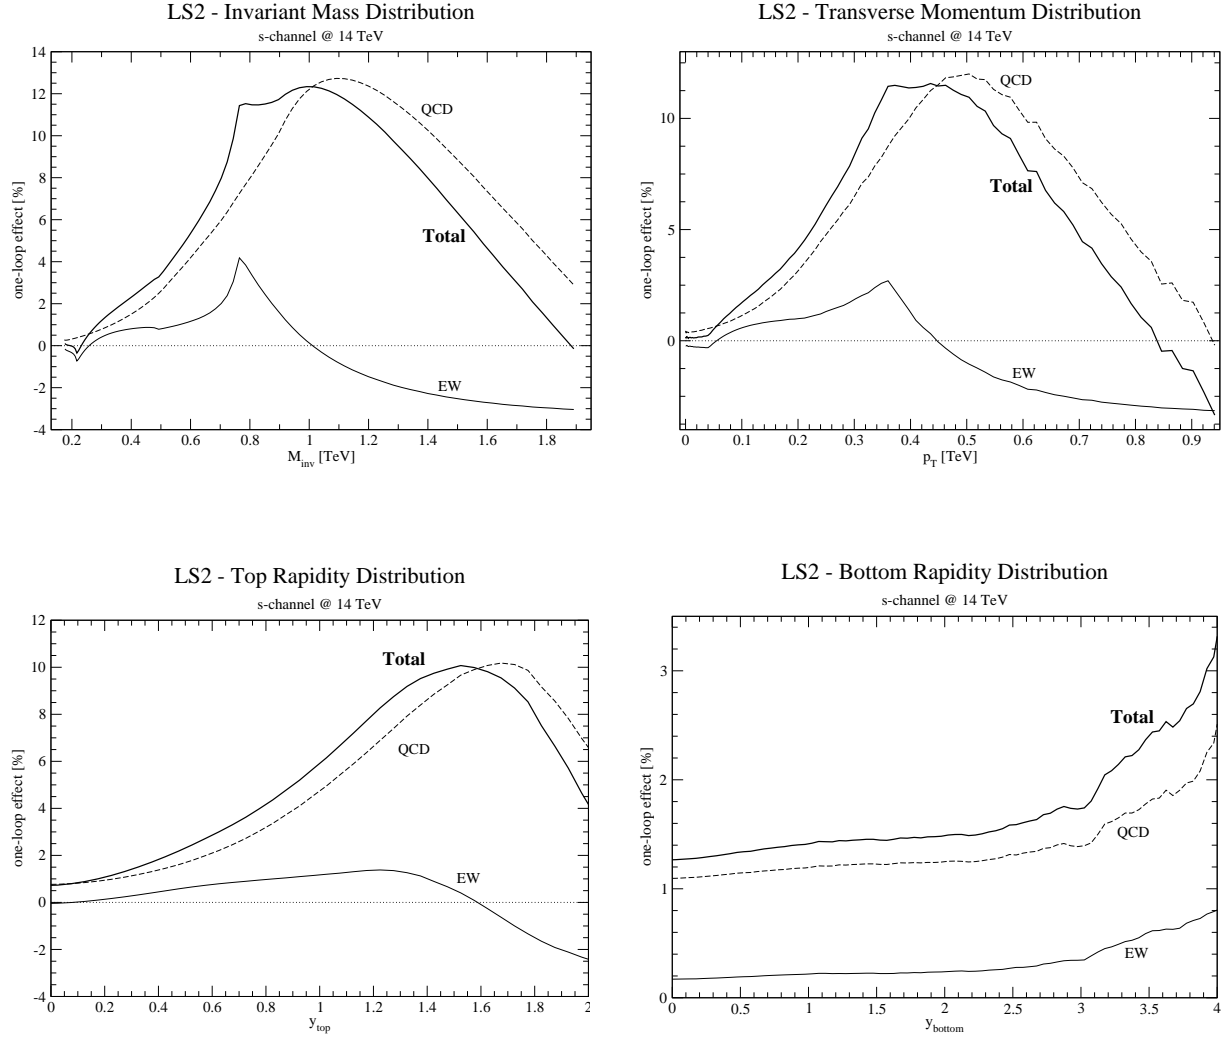 LS2 - Invariant Mass Distribution
s-channel @ 14 TeV
one-loop effect [%]
14
12
10
8
6
4
2
0
-2
-4
QCD
Total
EW
0.2 0.4 0.6 0.8 1 1.2 1.4 1.6 1.8
M_inv [TeV]
LS2 - Transverse Momentum Distribution
s-channel @ 14 TeV
one-loop effect [%]
10
5
0
QCD
Total
EW
0 0.1 0.2 0.3 0.4 0.5 0.6 0.7 0.8 0.9
p_T [TeV]
LS2 - Top Rapidity Distribution
s-channel @ 14 TeV
one-loop effect [%]
12
10
8
6
4
2
0
-2
-4
Total
QCD
EW
0 0.2 0.4 0.6 0.8 1 1.2 1.4 1.6 1.8 2
y_top
LS2 - Bottom Rapidity Distribution
s-channel @ 14 TeV
one-loop effect [%]
3
2
1
0
Total
QCD
EW
0 0.5 1 1.5 2 2.5 3 3.5 4
y_bottom